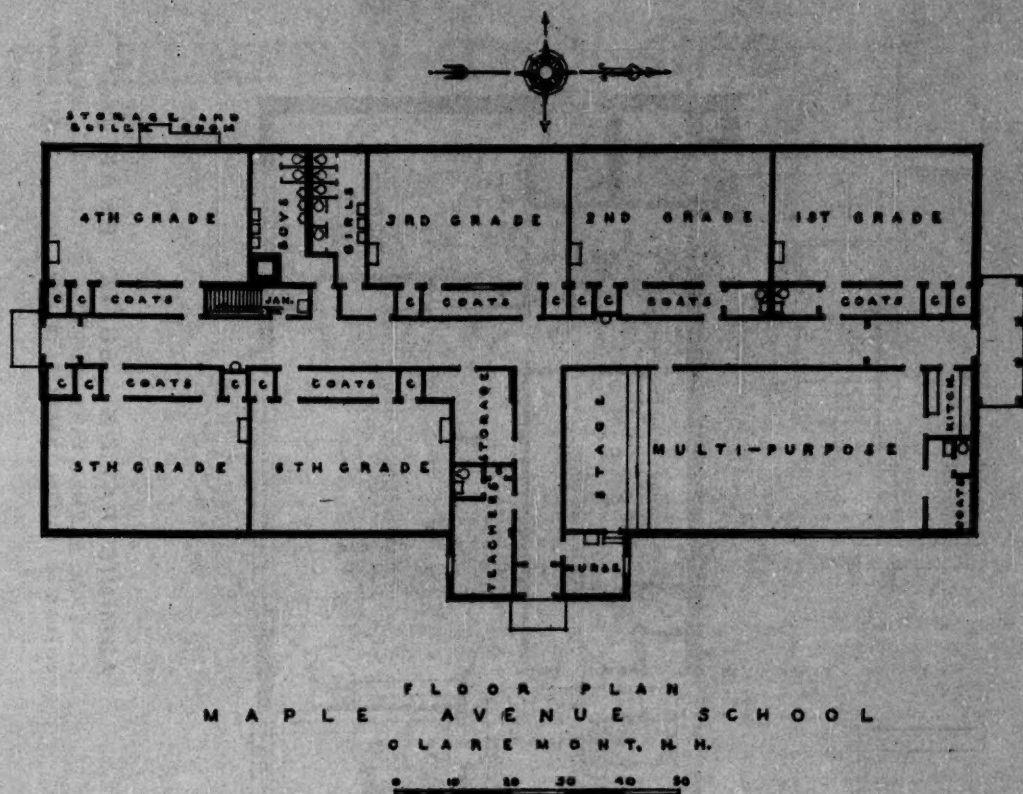 STORAGE AND
BOILER ROOM
4TH GRADE
BOYS
GIRLS
3RD GRADE
2ND GRADE
1ST GRADE
C
C
COATS
JAN.
C
COATS
C
C
C
COATS
COATS
C
C
C
C
COATS
C
C
COATS
C
STORAGE
STAGE
MULTI-PURPOSE
KITCH.
5TH GRADE
6TH GRADE
TEACHERS
COATS
NURSE
FLOOR PLAN
MAPLE AVENUE SCHOOL
CLAREMONT, N.H.
0 10 20 30 40 50